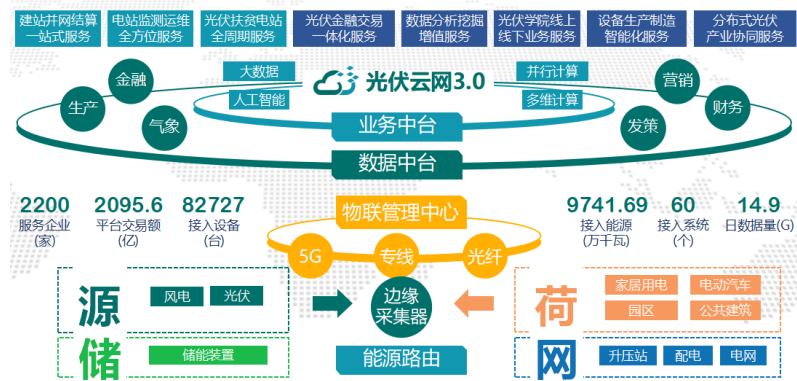 建站并网结算
一站式服务
电站监测运维
全方位服务
光伏扶贫电站
全周期服务
光伏金融交易
一体化服务
数据分析挖掘
增值服务
光伏学院线上
线下业务服务
设备生产制造
智能化服务
分布式光伏
产业协同服务
大数据
人工智能
光伏云网3.0
并行计算
多维计算
金融
生产
气象
营销
财务
发策
业务中台
数据中台
2200
服务企业
(家)
2095.6
平台交易额
(亿)
82727
接入设备
(台)
物联管理中心
9741.69
接入能源
(万千瓦)
60
接入系统
(个)
14.9
日数据量(G)
5G
专线
光纤
源
风电
光伏
边缘
采集器
荷
家居用电
电动汽车
园区
公共建筑
储
储能装置
能源路由
网
升压站
配电
电网